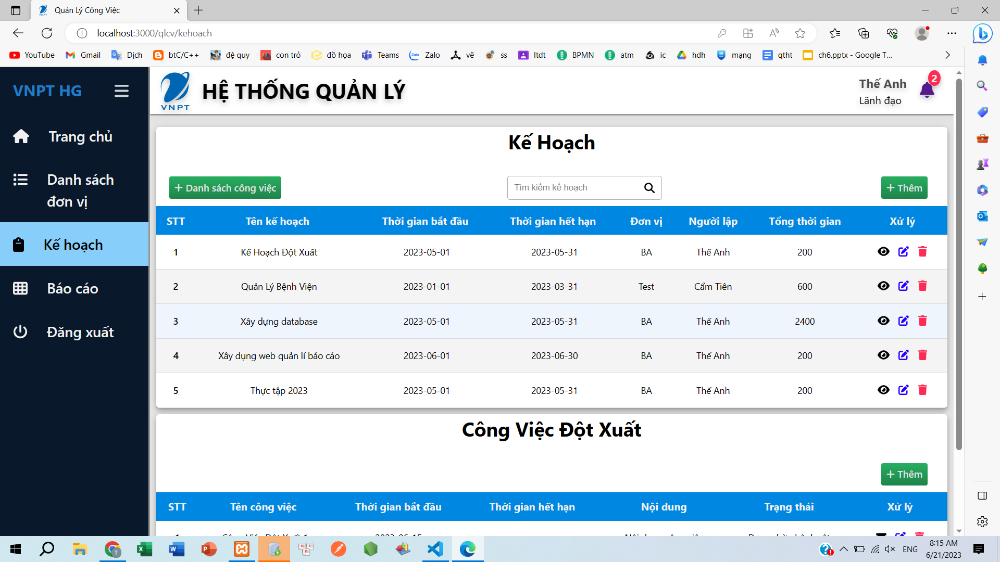 Quản Lý Công Việc
localhost:3000/qlcv/kehoach
YouTube Gmail Dịch btC/C++ đệ quy con trỏ đồ họa Teams Zalo vẽ ss ltdt BPMN atm ic hdh mạng qtht ch6.pptx - Google T...
VNPT HG
VNPT
HỆ THỐNG QUẢN LÝ
Thế Anh
Lãnh đạo
2
Trang chủ
Danh sách
đơn vị
Kế hoạch
Báo cáo
Đăng xuất
Kế Hoạch
+ Danh sách công việc
Tìm kiếm kế hoạch
+ Thêm
STT Tên kế hoạch Thời gian bắt đầu Thời gian hết hạn Đơn vị Người lập Tổng thời gian Xử lý
1 Kế Hoạch Đột Xuất 2023-05-01 2023-05-31 BA Thế Anh 200
2 Quản Lý Bệnh Viện 2023-01-01 2023-03-31 Test Cẩm Tiên 600
3 Xây dựng database 2023-05-01 2023-05-31 BA Thế Anh 2400
4 Xây dụng web quản lí báo cáo 2023-06-01 2023-06-30 BA Thế Anh 200
5 Thực tập 2023 2023-05-01 2023-05-31 BA Thế Anh 200
Công Việc Đột Xuất
+ Thêm
STT Tên công việc Thời gian bắt đầu Thời gian hết hạn Nội dung Trạng thái Xử lý
ENG
8:15 AM
6/21/2023